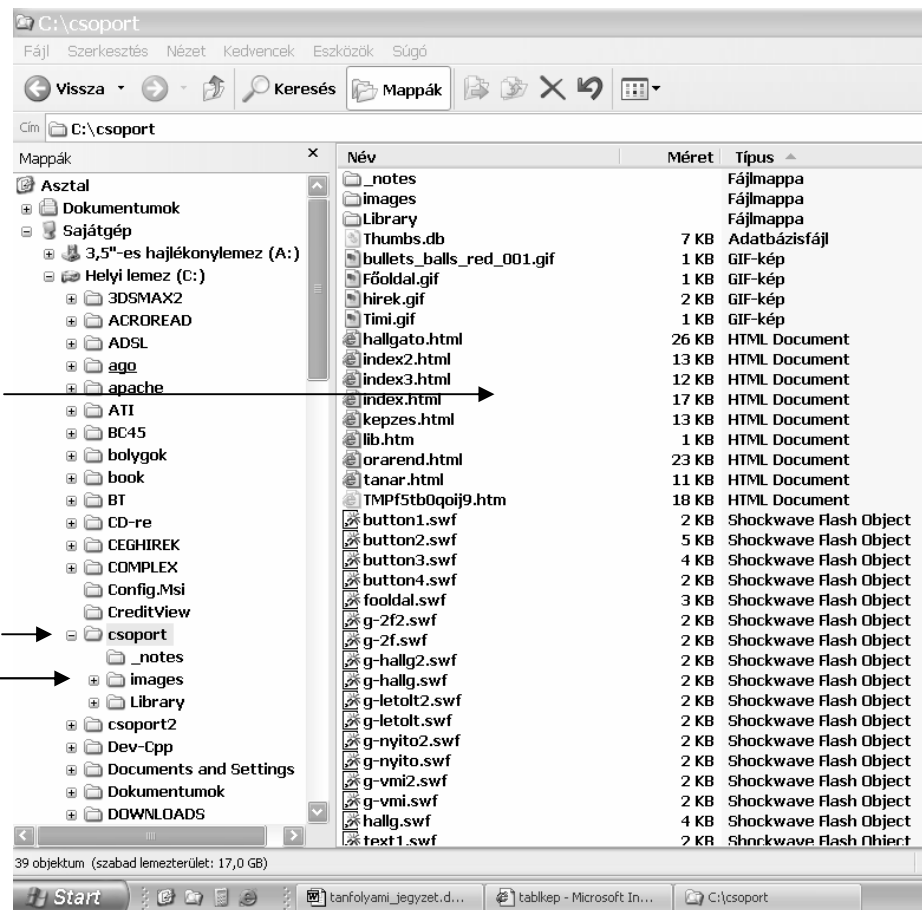 C:\csoport
Fájl Szerkesztés Nézet Kedvencek Eszközök Súgó
Vissza Keresés Mappák
Cím C:\csoport
Mappák x
Asztal
Dokumentumok
Sajátgép
3,5"-es hajlékonylemez (A:)
Helyi lemez (C:)
3DSMAX2
ACROREAD
ADSL
ago
apache
ATI
BC45
bolygok
book
BT
CD-re
CEGHIREK
COMPLEX
Config.Msi
CreditView
csoport
_notes
images
Library
csoport2
Dev-Cpp
Documents and Settings
Dokumentumok
DOWNLOADS
Név Méret Típus
_notes Fájlmappa
images Fájlmappa
Library Fájlmappa
Thumbs.db 7 KB Adatbázisfájl
bullets_balls_red_001.gif 1 KB GIF-kép
Főoldal.gif 1 KB GIF-kép
hirek.gif 2 KB GIF-kép
Timi.gif 1 KB GIF-kép
hallgato.html 26 KB HTML Document
index2.html 13 KB HTML Document
index3.html 12 KB HTML Document
index.html 17 KB HTML Document
kepzes.html 13 KB HTML Document
lib.htm 1 KB HTML Document
orarend.html 23 KB HTML Document
tanar.html 11 KB HTML Document
TMPf5tb0qoij9.htm 18 KB HTML Document
button1.swf 2 KB Shockwave Flash Object
button2.swf 5 KB Shockwave Flash Object
button3.swf 4 KB Shockwave Flash Object
button4.swf 2 KB Shockwave Flash Object
fooldal.swf 3 KB Shockwave Flash Object
g-2f2.swf 2 KB Shockwave Flash Object
g-2f.swf 2 KB Shockwave Flash Object
g-hallg2.swf 2 KB Shockwave Flash Object
g-hallg.swf 2 KB Shockwave Flash Object
g-letolt2.swf 2 KB Shockwave Flash Object
g-letolt.swf 2 KB Shockwave Flash Object
g-nyito2.swf 2 KB Shockwave Flash Object
g-nyito.swf 2 KB Shockwave Flash Object
g-vmi2.swf 2 KB Shockwave Flash Object
g-vmi.swf 2 KB Shockwave Flash Object
hallg.swf 4 KB Shockwave Flash Object
text1.swf 2 KB Shockwave Flash Object
39 objektum (szabad lemezterület: 17,0 GB)
Start tanfolyami_jegyzet.d... tablkep - Microsoft In... C:\csoport